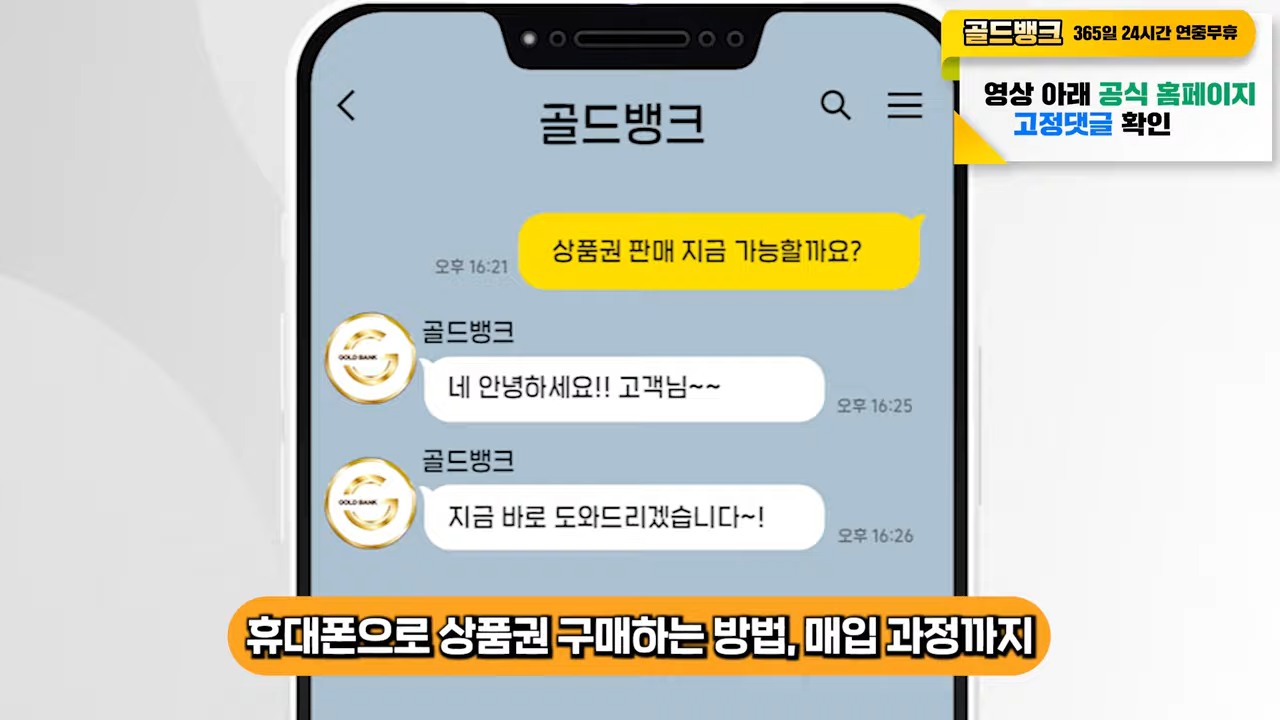 골드뱅크 365일 24시간 연중무휴
영상 아래 공식 홈페이지
고정댓글 확인
골드뱅크
상품권 판매 지금 가능할까요?
오후 16:21
골드뱅크
GOLD BANK
네 안녕하세요!! 고객님~~
오후 16:25
골드뱅크
GOLD BANK
지금 바로 도와드리겠습니다~!
오후 16:26
휴대폰으로 상품권 구매하는 방법, 매입 과정까지